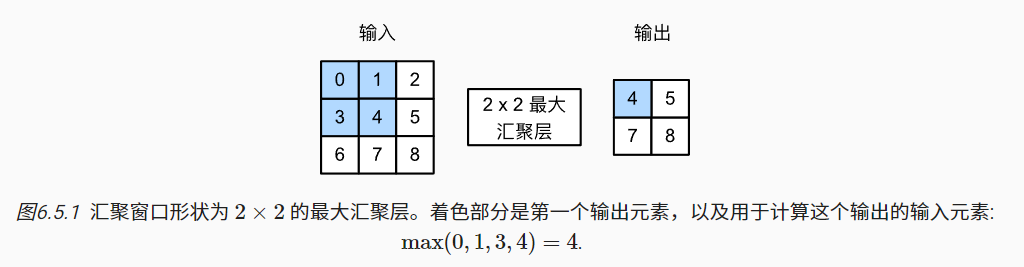 输入 输出
0 1 2
3 4 5
6 7 8
2 x 2 最大
汇聚层
4 5
7 8
图6.5.1 汇聚窗口形状为 2 × 2 的最大汇聚层。着色部分是第一个输出元素，以及用于计算这个输出的输入元素:
max(0, 1, 3, 4) = 4.